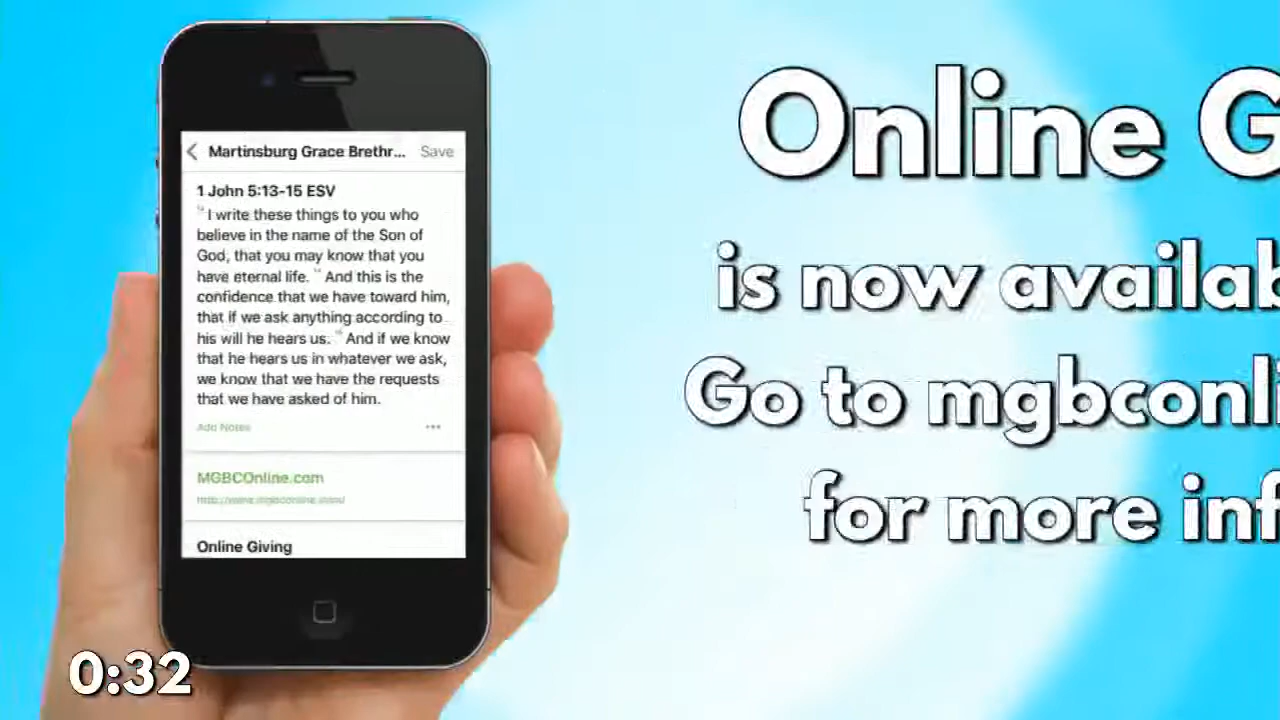 Martinsburg Grace Brethr... Save
1 John 5:13-15 ESV
I write these things to you who
believe in the name of the Son of
God, that you may know that you
have eternal life. And this is the
confidence that we have toward him,
that if we ask anything according to
his will he hears us. And if we know
that he hears us in whatever we ask,
we know that we have the requests
that we have asked of him.
Add Notes
MGBCOnline.com
Online Giving
Online G
is now availab
Go to mgbconli
for more inf
0:32